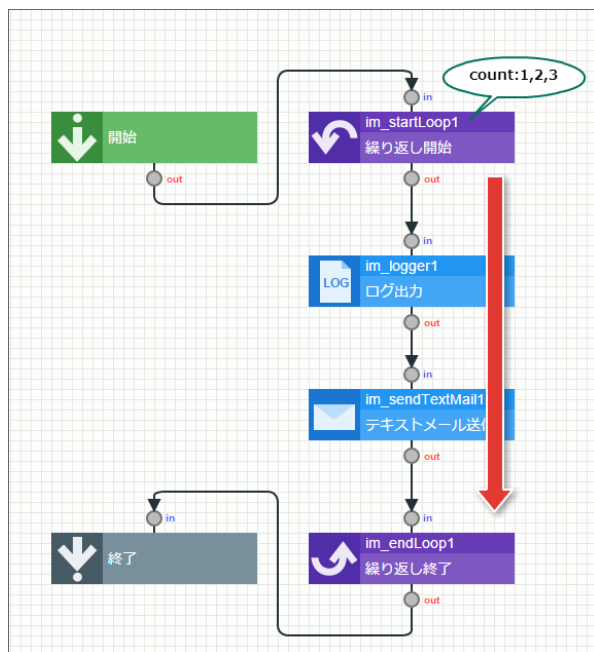 count:1,2,3
in
im_startLoop1
繰り返し開始
開始
out
out
in
im_logger1
LOG
ログ出力
out
in
im_sendTextMail1
テキストメール送信
out
in
in
im_endLoop1
繰り返し終了
終了
out